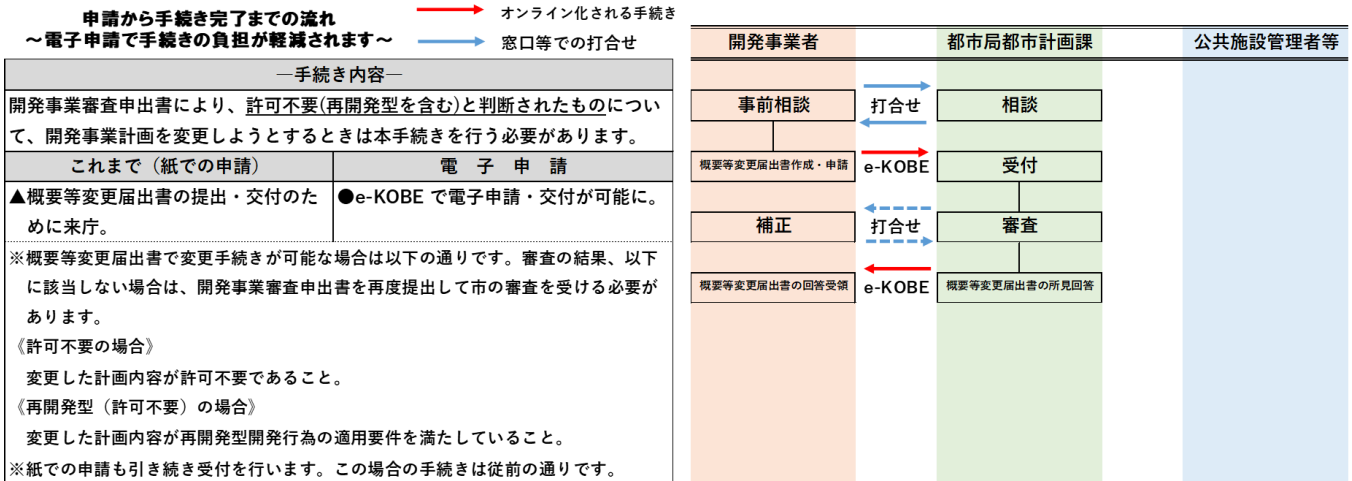 申請から手続き完了までの流れ
～電子申請で手続きの負担が軽減されます～
オンライン化される手続き
窓口等での打合せ
―手続き内容―
開発事業審査申出書により、許可不要(再開発型を含む)と判断されたものについ
て、開発事業計画を変更しようとするときは本手続きを行う必要があります。
これまで（紙での申請）
電 子 申 請
▲概要等変更届出書の提出・交付のた
めに来庁。
●e-KOBE で電子申請・交付が可能に。
※概要等変更届出書で変更手続きが可能な場合は以下の通りです。審査の結果、以下
に該当しない場合は、開発事業審査申出書を再度提出して市の審査を受ける必要が
あります。
《許可不要の場合》
変更した計画内容が許可不要であること。
《再開発型（許可不要）の場合》
変更した計画内容が再開発型開発行為の適用要件を満たしていること。
※紙での申請も引き続き受付を行います。この場合の手続きは従前の通りです。
開発事業者
都市局都市計画課
公共施設管理者等
事前相談
打合せ
相談
概要等変更届出書作成・申請
e-KOBE
受付
補正
打合せ
審査
概要等変更届出書の回答受領
e-KOBE
概要等変更届出書の所見回答